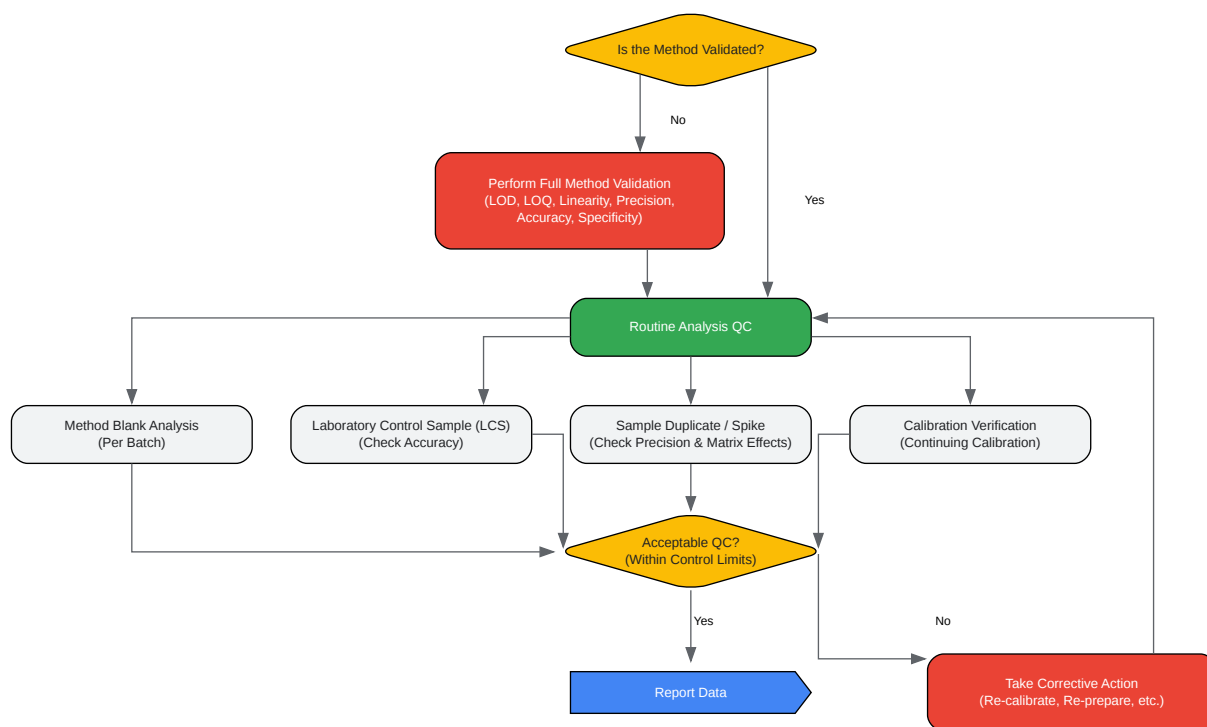 Is the Method Validated?
No
Perform Full Method Validation
(LOD, LOQ, Linearity, Precision,
Accuracy, Specificity)
Yes
Routine Analysis QC
Method Blank Analysis
(Per Batch)
Laboratory Control Sample (LCS)
(Check Accuracy)
Sample Duplicate / Spike
(Check Precision & Matrix Effects)
Calibration Verification
(Continuing Calibration)
Acceptable QC?
(Within Control Limits)
Yes
No
Report Data
Take Corrective Action
(Re-calibrate, Re-prepare, etc.)